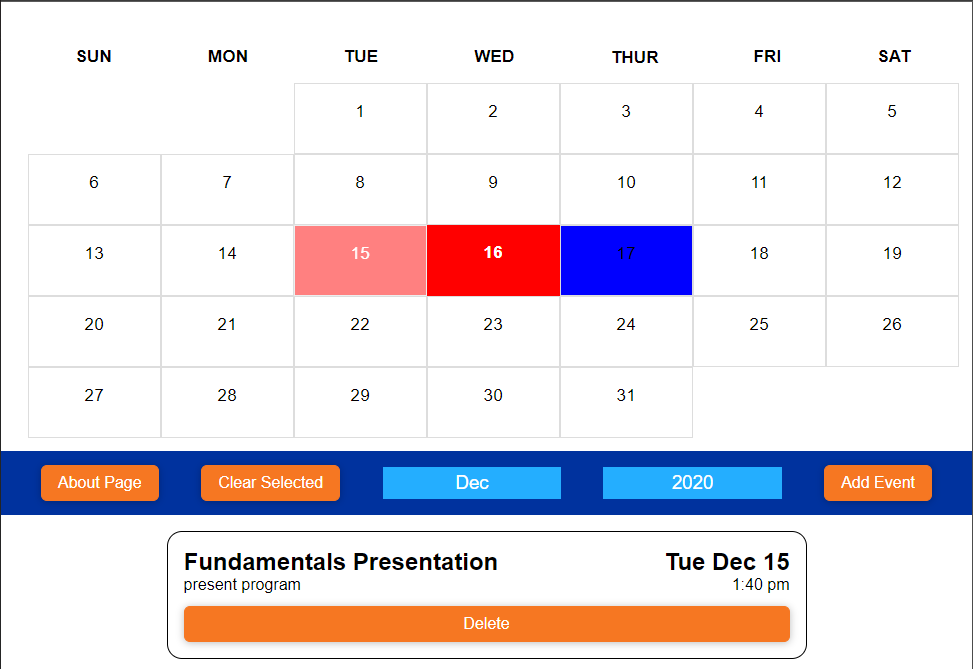 SUN MON TUE WED THUR FRI SAT
1 2 3 4 5
6 7 8 9 10 11 12
13 14 15 16 17 18 19
20 21 22 23 24 25 26
27 28 29 30 31
About Page Clear Selected Dec 2020 Add Event
Fundamentals Presentation Tue Dec 15
present program 1:40 pm
Delete